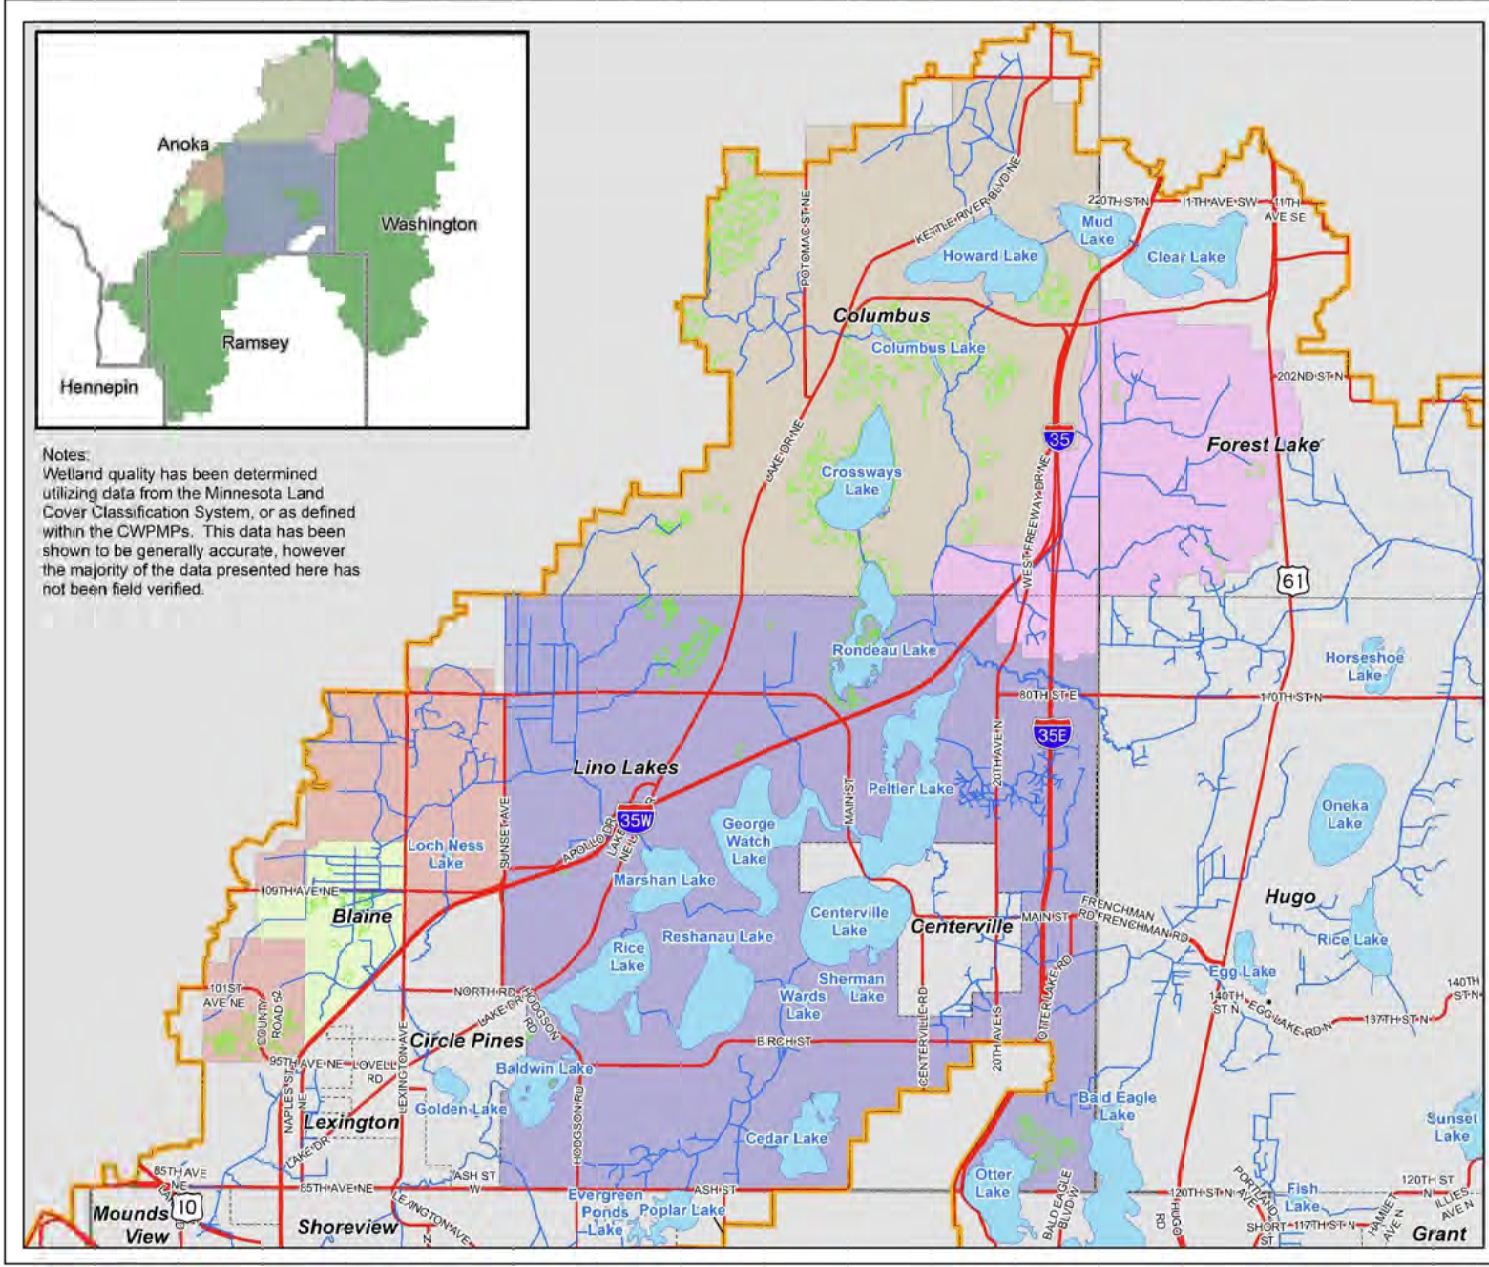 Anoka
Washington
Ramsey
Hennepin
Notes:
Wetland quality has been determined
utilizing data from the Minnesota Land
Cover Classification System, or as defined
within the CWPMPs. This data has been
shown to be generally accurate, however
the majority of the data presented here has
not been field verified.
POTOMAC ST NE
KETTLE RIVER BLVD NE
220TH ST N
11TH AVE SW
11TH
AVE SE
Mud
Lake
Howard Lake
Clear Lake
Columbus
Columbus Lake
202ND ST N
LAKE DR NE
35
Forest Lake
Crossways
Lake
WEST FREEWAY DR NE
61
Rondeau Lake
Horseshoe
Lake
80TH ST E
170TH ST N
20TH AVE N
35E
Lino Lakes
Peltier Lake
MAIN ST
35W
SUNSET AVE
APOLLO DR
George
Watch
Lake
Oneka
Lake
Loch Ness
Lake
Marshan Lake
109TH AVE NE
Blaine
Hugo
Centerville
Lake
Centerville
MAIN ST
FRENCHMAN
RD
FRENCHMAN RD
Reshanau Lake
Rice
Lake
Rice Lake
Egg Lake
Sherman
Lake
Wards
Lake
101ST
AVE NE
COUNTY
ROAD 52
NORTH RD
LAKE DR
HODGSON
RD
140TH
ST N
EGG LAKE RD N
137TH ST N
140TH
ST N
OTTER LAKE RD
Circle Pines
BIRCH ST
CENTERVILLE RD
20TH AVE S
95TH AVE NE
LOVELL
RD
LEXINGTON AVE
Baldwin Lake
Golden Lake
NAPLES ST
NE
Lexington
LAKE DR
HODGSON RD
Cedar Lake
Bald Eagle
Lake
Sunset
Lake
85TH AVE
NE
10
85TH AVE NE
ASH ST
W
ASH ST
Otter
Lake
BALD EAGLE
BLVD W
120TH ST N
PORTLAND
AVE
Fish
Lake
120TH ST
N
ILLIES
AVE N
HAMLET
AVE N
HUGO
RD
SHORT
ST
117TH ST N
Mounds
View
Shoreview
LEXINGTON AVE
N
Evergreen
Ponds
Lake
Poplar Lake
Grant